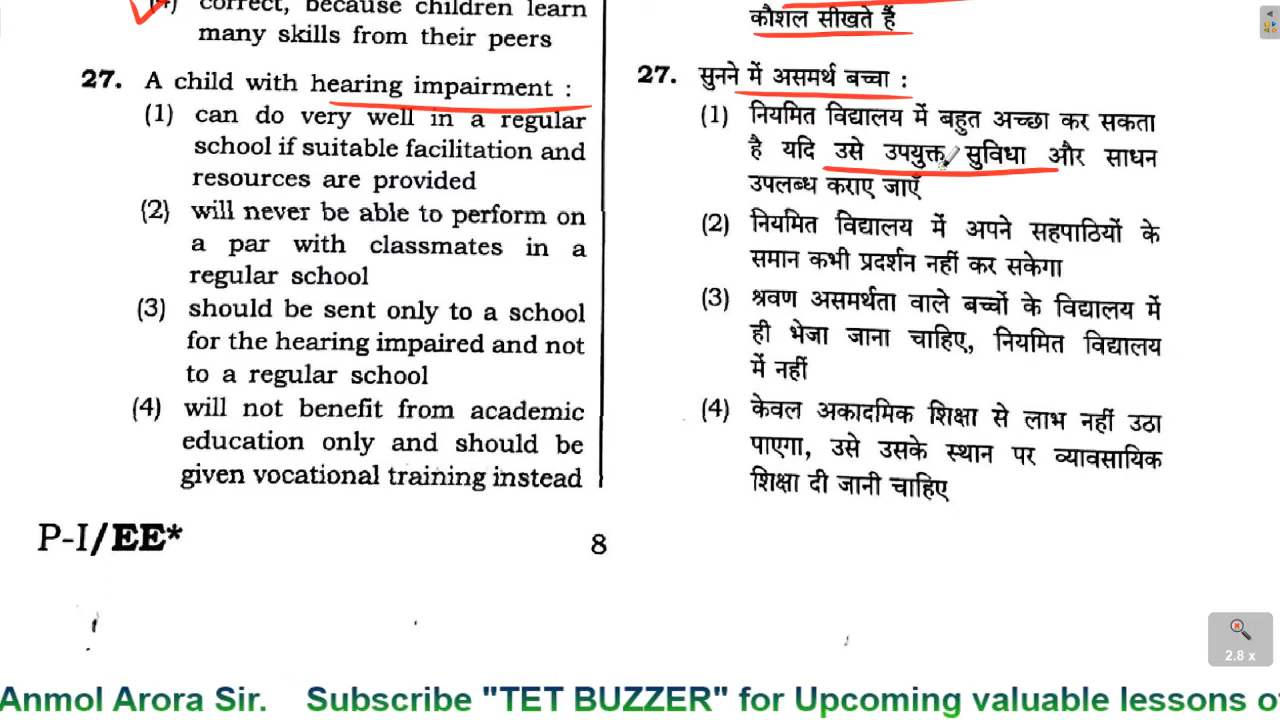 (4) correct, because children learn
many skills from their peers
27. A child with hearing impairment :
(1) can do very well in a regular
school if suitable facilitation and
resources are provided
(2) will never be able to perform on
a par with classmates in a
regular school
(3) should be sent only to a school
for the hearing impaired and not
to a regular school
(4) will not benefit from academic
education only and should be
given vocational training instead
कौशल सीखते हैं
27. सुनने में असमर्थ बच्चा :
(1) नियमित विद्यालय में बहुत अच्छा कर सकता
है यदि उसे उपयुक्त सुविधा और साधन
उपलब्ध कराए जाएँ
(2) नियमित विद्यालय में अपने सहपाठियों के
समान कभी प्रदर्शन नहीं कर सकेगा
(3) श्रवण असमर्थता वाले बच्चों के विद्यालय में
ही भेजा जाना चाहिए, नियमित विद्यालय
में नहीं
(4) केवल अकादमिक शिक्षा से लाभ नहीं उठा
पाएगा, उसे उसके स्थान पर व्यावसायिक
शिक्षा दी जानी चाहिए
P-I/EE*
8
2.8 x
Anmol Arora Sir. Subscribe "TET BUZZER" for Upcoming valuable lessons of